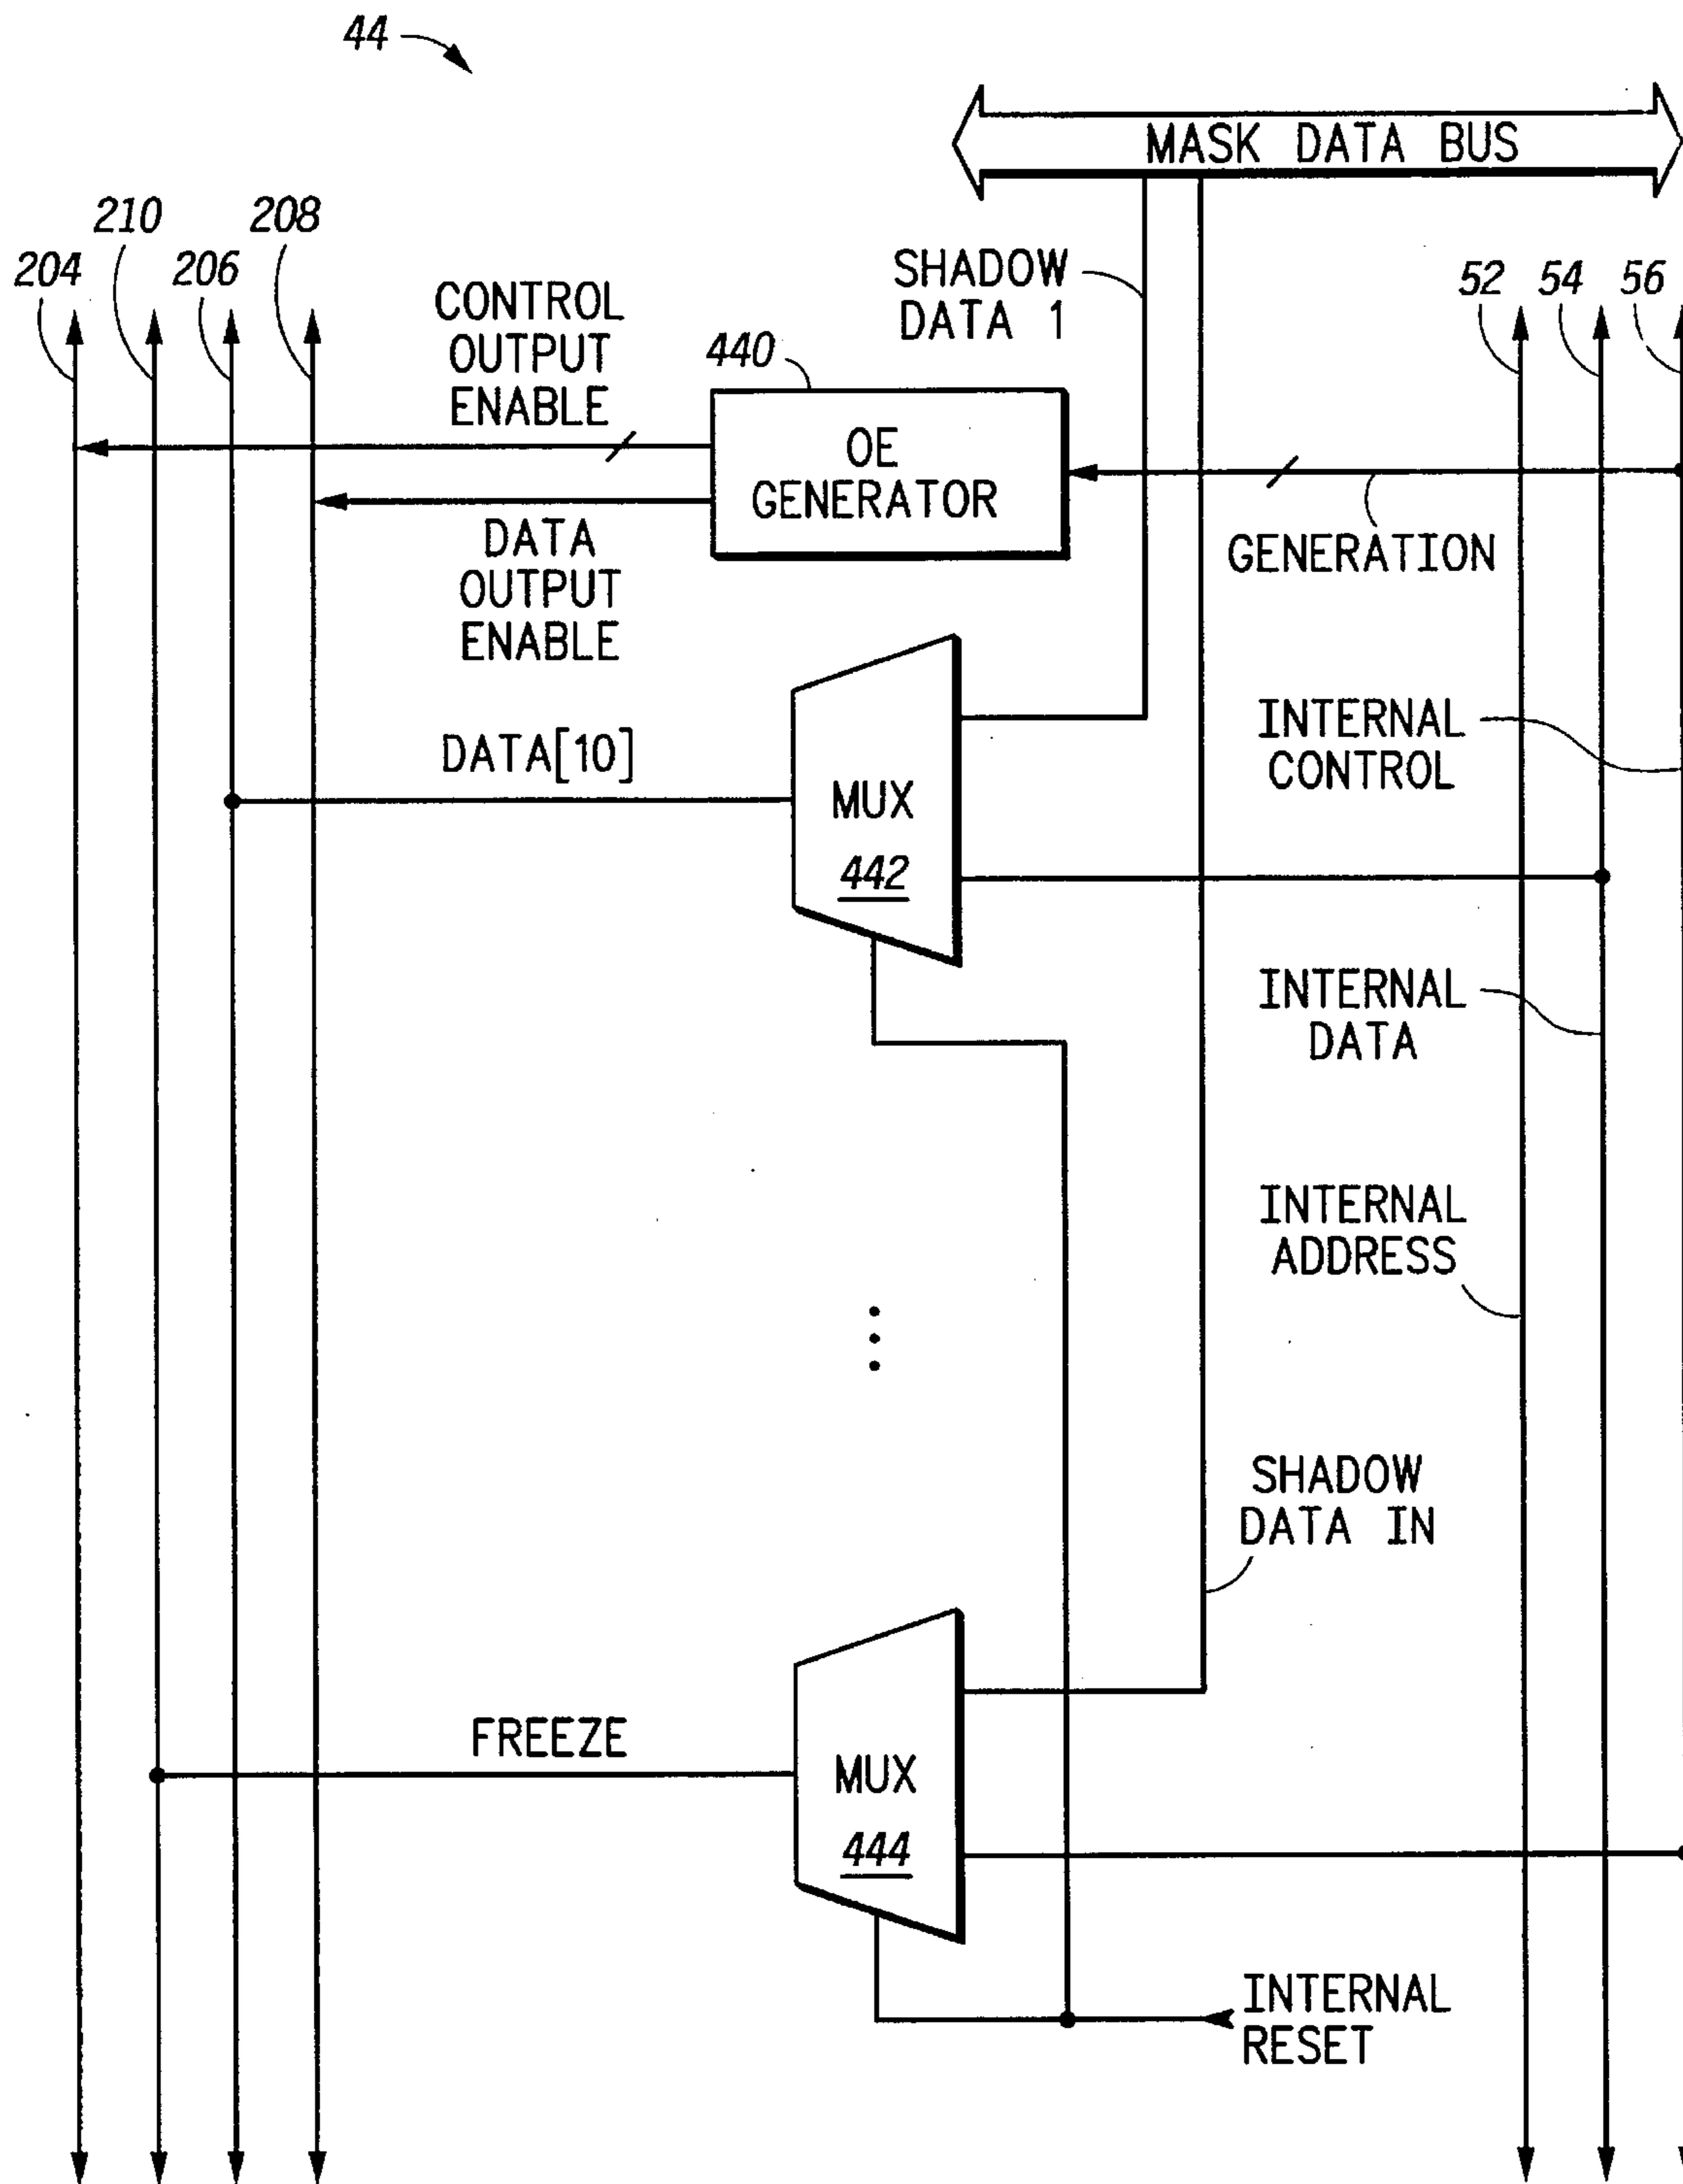 44
MASK DATA BUS
210
208
204
206
SHADOW
DATA 1
52
54
56
CONTROL
OUTPUT
ENABLE
440
OE
GENERATOR
DATA
OUTPUT
ENABLE
GENERATION
INTERNAL
CONTROL
DATA[10]
MUX
442
INTERNAL
DATA
INTERNAL
ADDRESS
SHADOW
DATA IN
FREEZE
MUX
444
INTERNAL
RESET